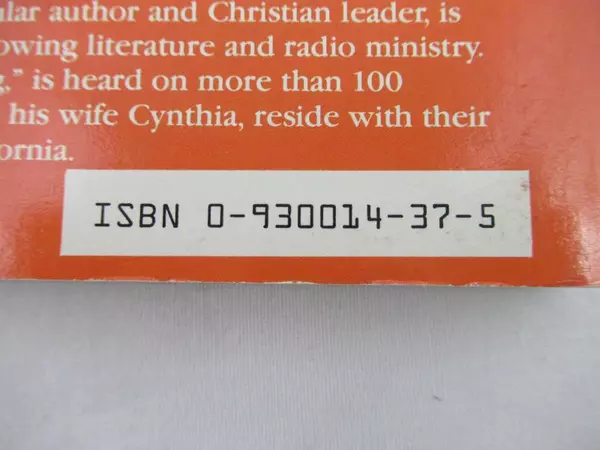 ular author and Christian leader, is
owing literature and radio ministry.
g," is heard on more than 100
his wife Cynthia, reside with their
ornia.
ISBN 0-930014-37-5